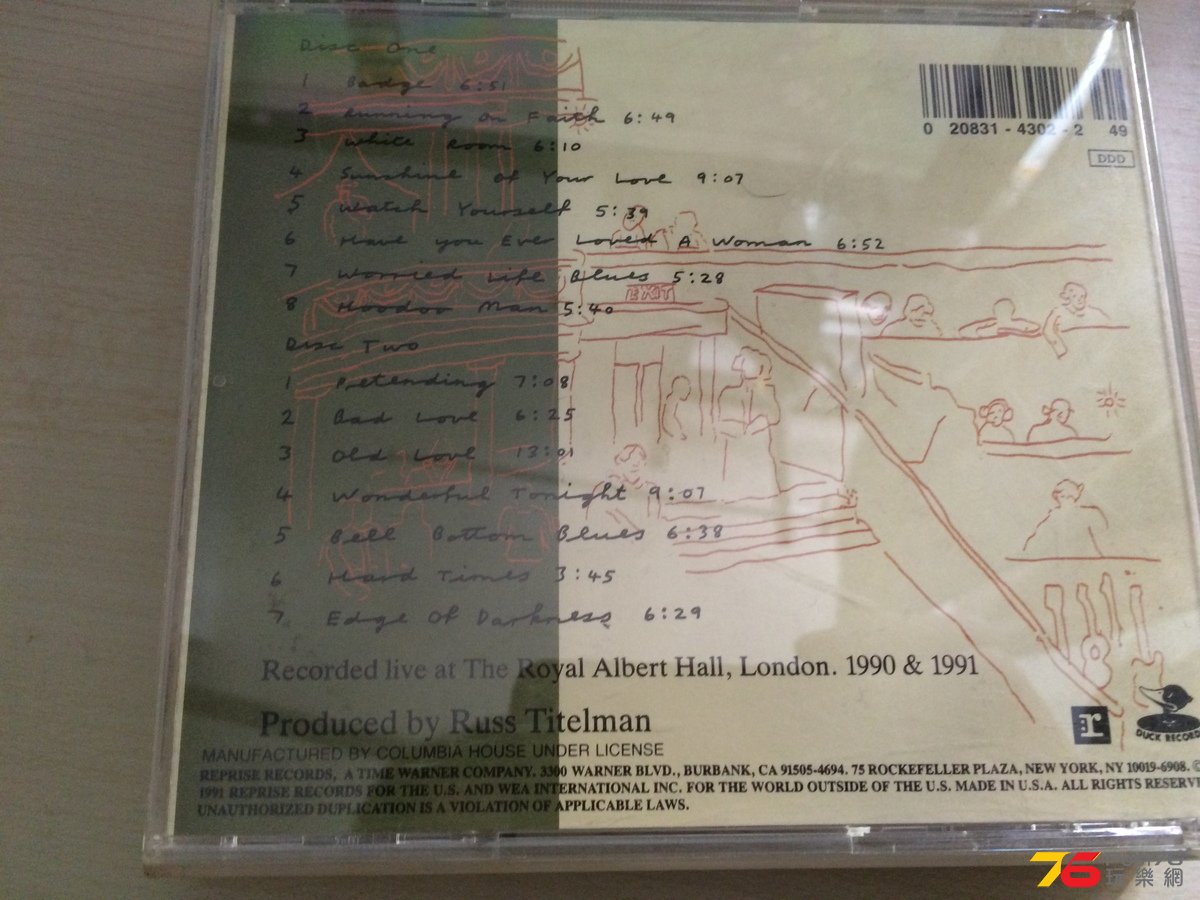 Disc One
1 Badge 6:51
2 Running On Faith 6:49
3 White Room 6:10
4 Sunshine Of Your Love 9:07
5 Watch Yourself 5:39
6 Have you Ever Loved A Woman 6:52
7 Worried Life Blues 5:28
8 Hoodoo Man 5:40
Disc Two
1 Pretending 7:08
2 Bad Love 6:25
3 Old Love 13:01
4 Wonderful Tonight 9:07
5 Bell Bottom Blues 6:38
6 Hard Times 3:45
7 Edge Of Darkness 6:29
0 20831-4302-2 49
DDD
EXIT
Recorded live at The Royal Albert Hall, London. 1990 & 1991
Produced by Russ Titelman
MANUFACTURED BY COLUMBIA HOUSE UNDER LICENSE
REPRISE RECORDS, A TIME WARNER COMPANY. 3300 WARNER BLVD., BURBANK, CA 91505-4694. 75 ROCKEFELLER PLAZA, NEW YORK, NY 10019-6908. ©
1991 REPRISE RECORDS FOR THE U.S. AND WEA INTERNATIONAL INC. FOR THE WORLD OUTSIDE OF THE U.S. MADE IN U.S.A. ALL RIGHTS RESERVE
UNAUTHORIZED DUPLICATION IS A VIOLATION OF APPLICABLE LAWS.
r
DUCK RECORD
76
玩樂網